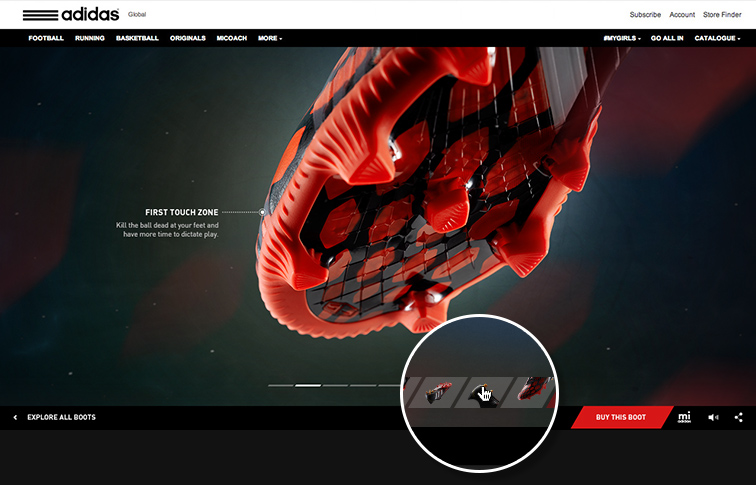 adidas Global Subscribe Account Store Finder
FOOTBALL RUNNING BASKETBALL ORIGINALS MICOACH MORE #MYGIRLS GO ALL IN CATALOGUE
FIRST TOUCH ZONE
Kill the ball dead at your feet and
have more time to dictate play.
EXPLORE ALL BOOTS BUY THIS BOOT mi
adidas